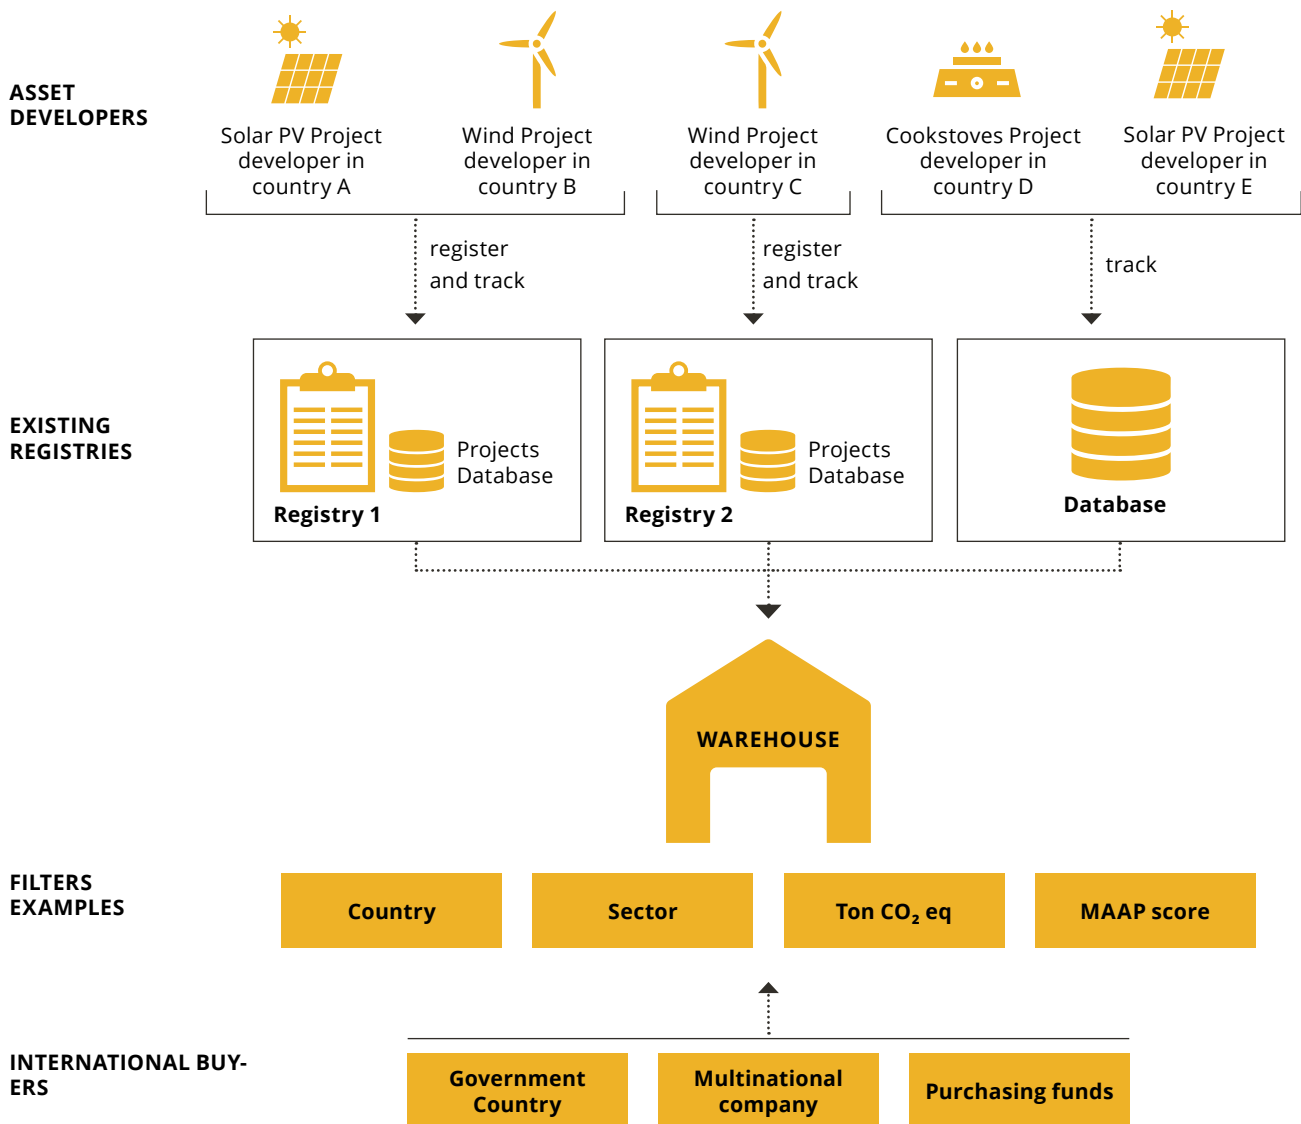 ASSET
DEVELOPERS
Solar PV Project
developer in
country A
Wind Project
developer in
country B
Wind Project
developer in
country C
Cookstoves Project
developer in
country D
Solar PV Project
developer in
country E
register
and track
register
and track
track
EXISTING
REGISTRIES
Projects
Database
Registry 1
Projects
Database
Registry 2
Database
WAREHOUSE
FILTERS
EXAMPLES
Country
Sector
Ton CO₂ eq
MAAP score
INTERNATIONAL BUY-
ERS
Government
Country
Multinational
company
Purchasing funds